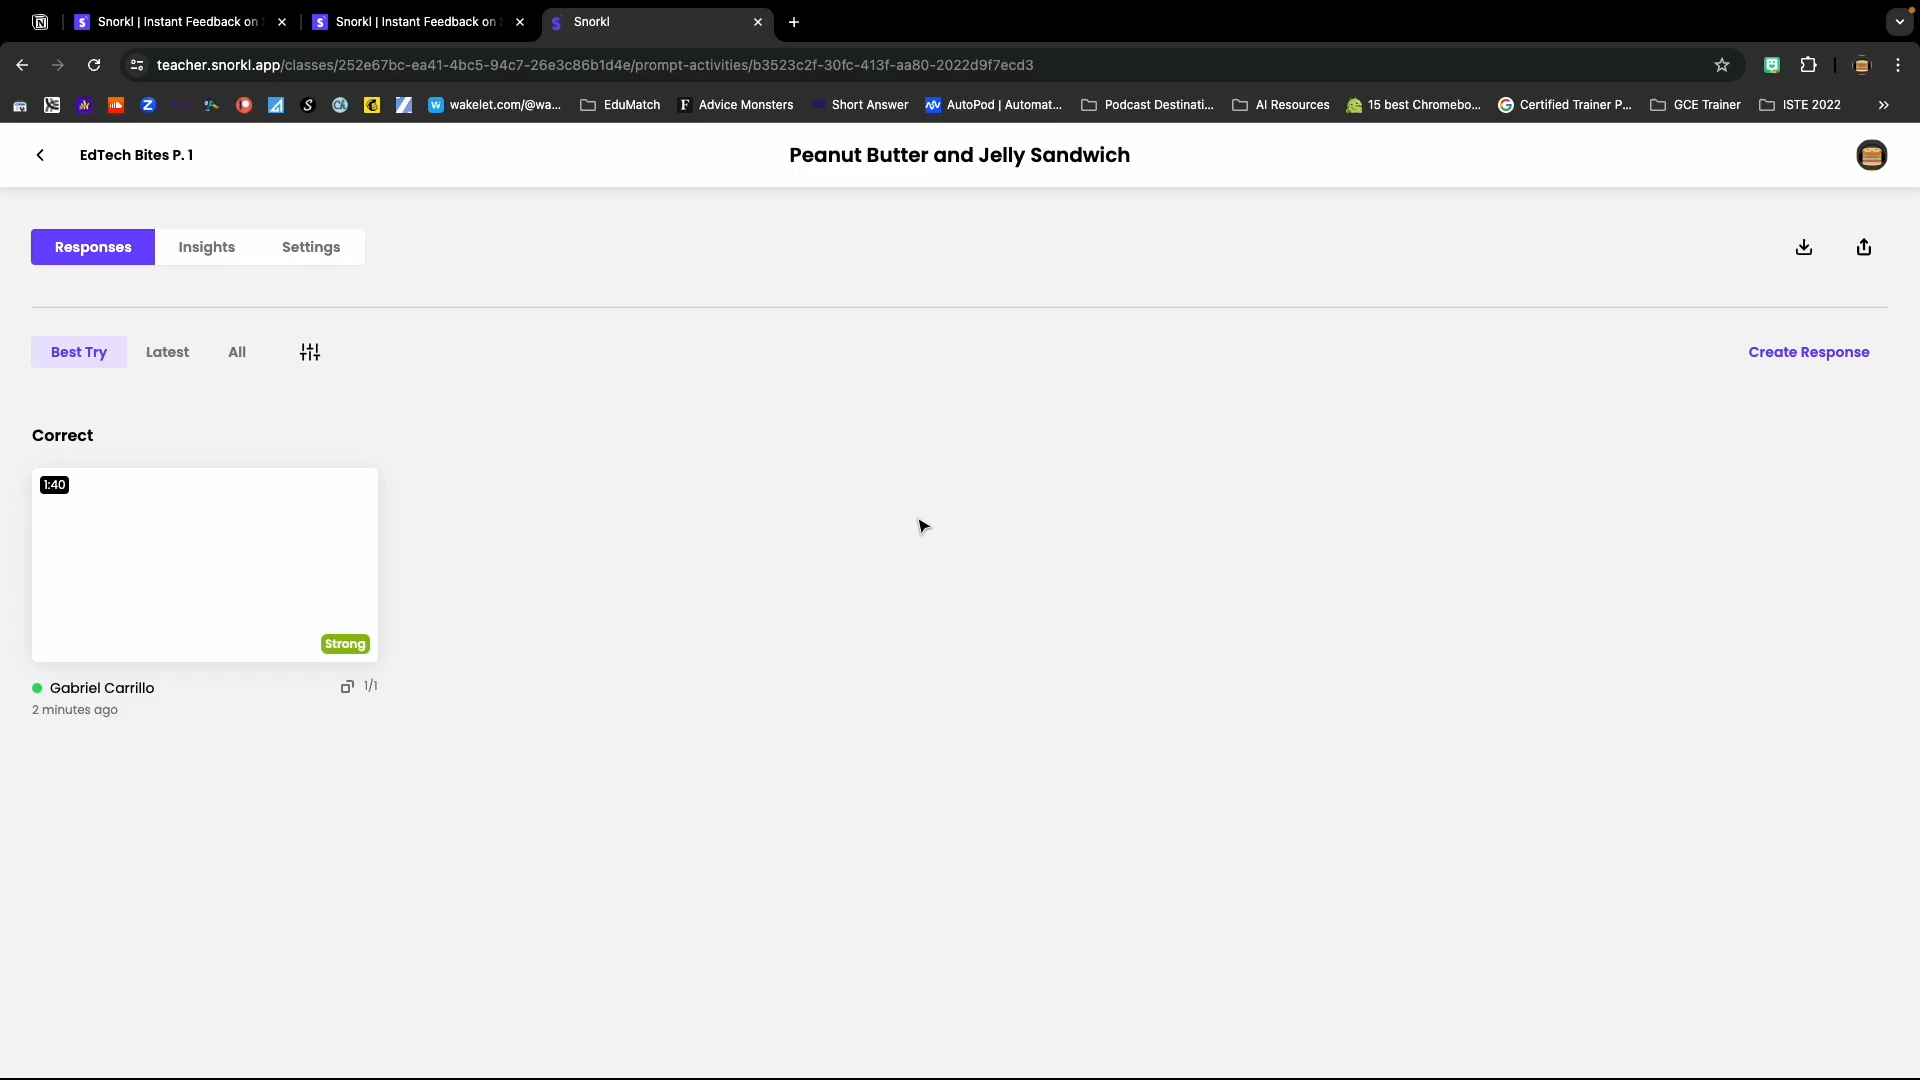 Snorkl | Instant Feedback on
Snorkl | Instant Feedback on
Snorkl
teacher.snorkl.app/classes/252e67bc-ea41-4bc5-94c7-26e3c86b1d4e/prompt-activities/b3523c2f-30fc-413f-aa80-2022d9f7ecd3
wakelet.com/@wa...
EduMatch
Advice Monsters
Short Answer
AutoPod | Automat...
Podcast Destinati...
AI Resources
15 best Chromebo...
Certified Trainer P...
GCE Trainer
ISTE 2022
EdTech Bites P. 1
Peanut Butter and Jelly Sandwich
Responses
Insights
Settings
Best Try
Latest
All
Create Response
Correct
1:40
Strong
Gabriel Carrillo
1/1
2 minutes ago